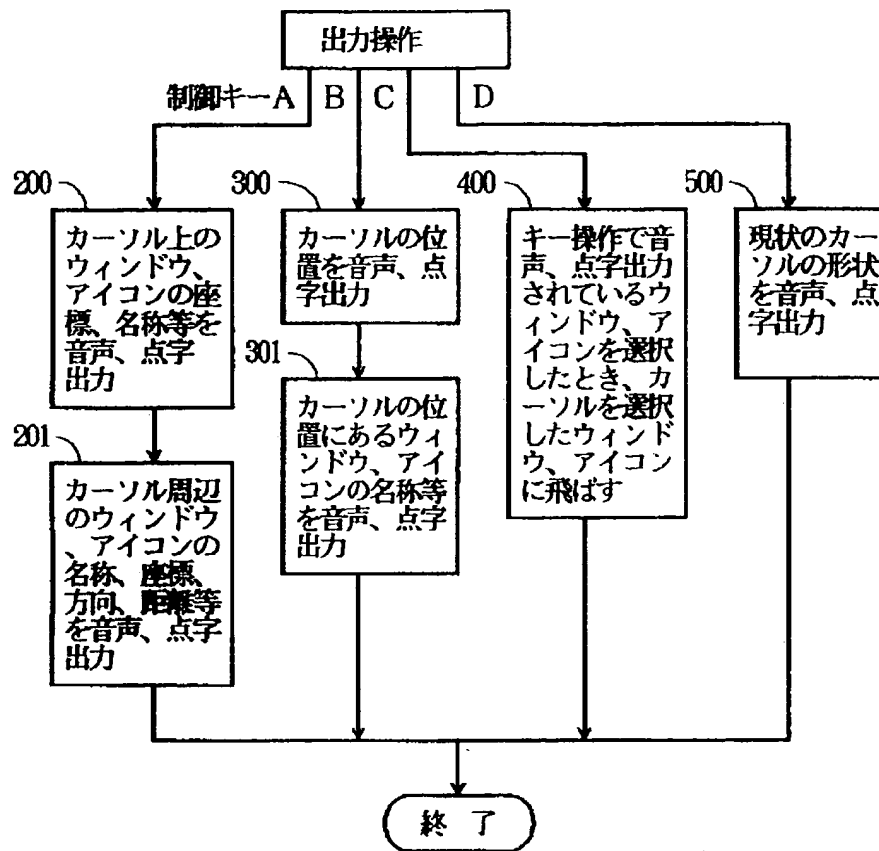 出力操作
制御キーA B C D
200
カーソル上の
ウィンドウ、
アイコンの座
標、名称等を
音声、点字
出力
201
カーソル周辺
のウィンドウ
、アイコンの
名称、座標、
方向、距離等
を音声、点字
出力
300
カーソルの位
置を音声、点
字出力
301
カーソルの位
置にあるウィ
ンドウ、アイ
コンの名称等
を音声、点字
出力
400
キー操作で音
声、点字出力
されているウ
ィンドウ、ア
イコンを選択
したとき、カ
ーソルを選択
したウィンド
ウ、アイコン
に飛ばす
500
現状のカー
ソルの形状
を音声、点
字出力
終了